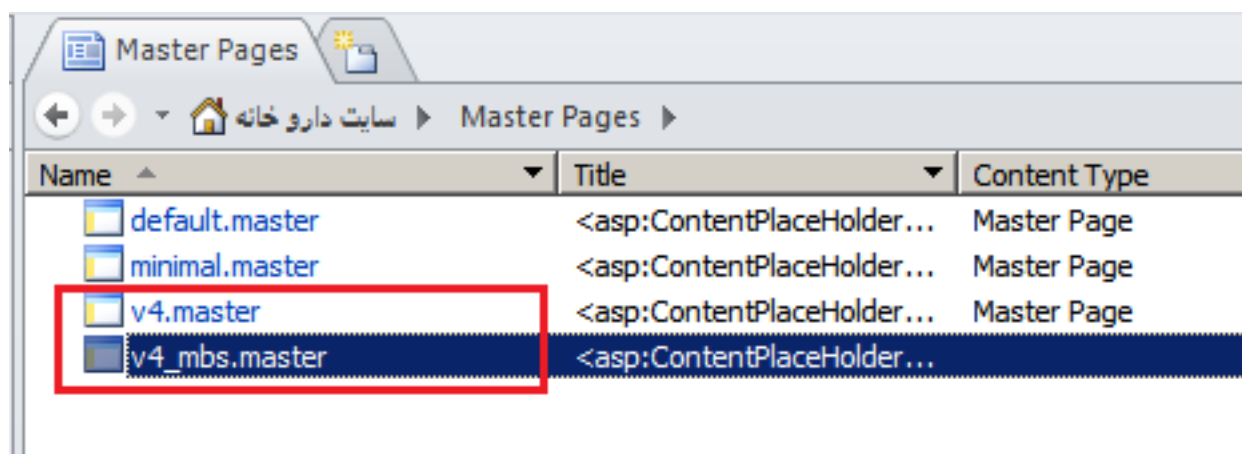 Master Pages
سایت دارو خانه Master Pages
Name Title Content Type
default.master <asp:ContentPlaceHolder... Master Page
minimal.master <asp:ContentPlaceHolder... Master Page
v4.master <asp:ContentPlaceHolder... Master Page
v4_mbs.master <asp:ContentPlaceHolder...